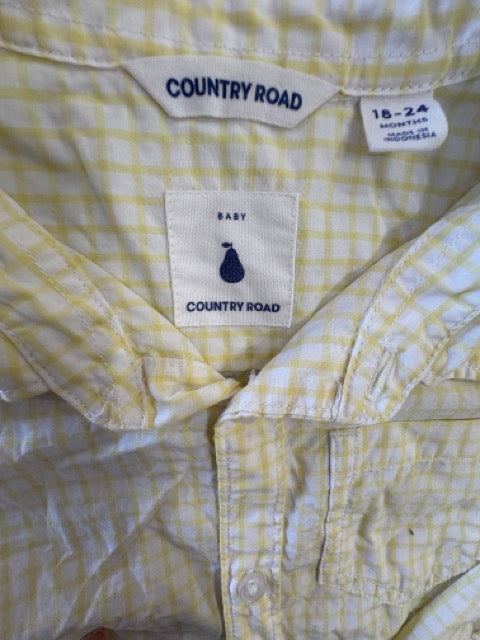 COUNTRY ROAD
18-24
MONTHS
MADE IN
INDONESIA
BABY
COUNTRY ROAD